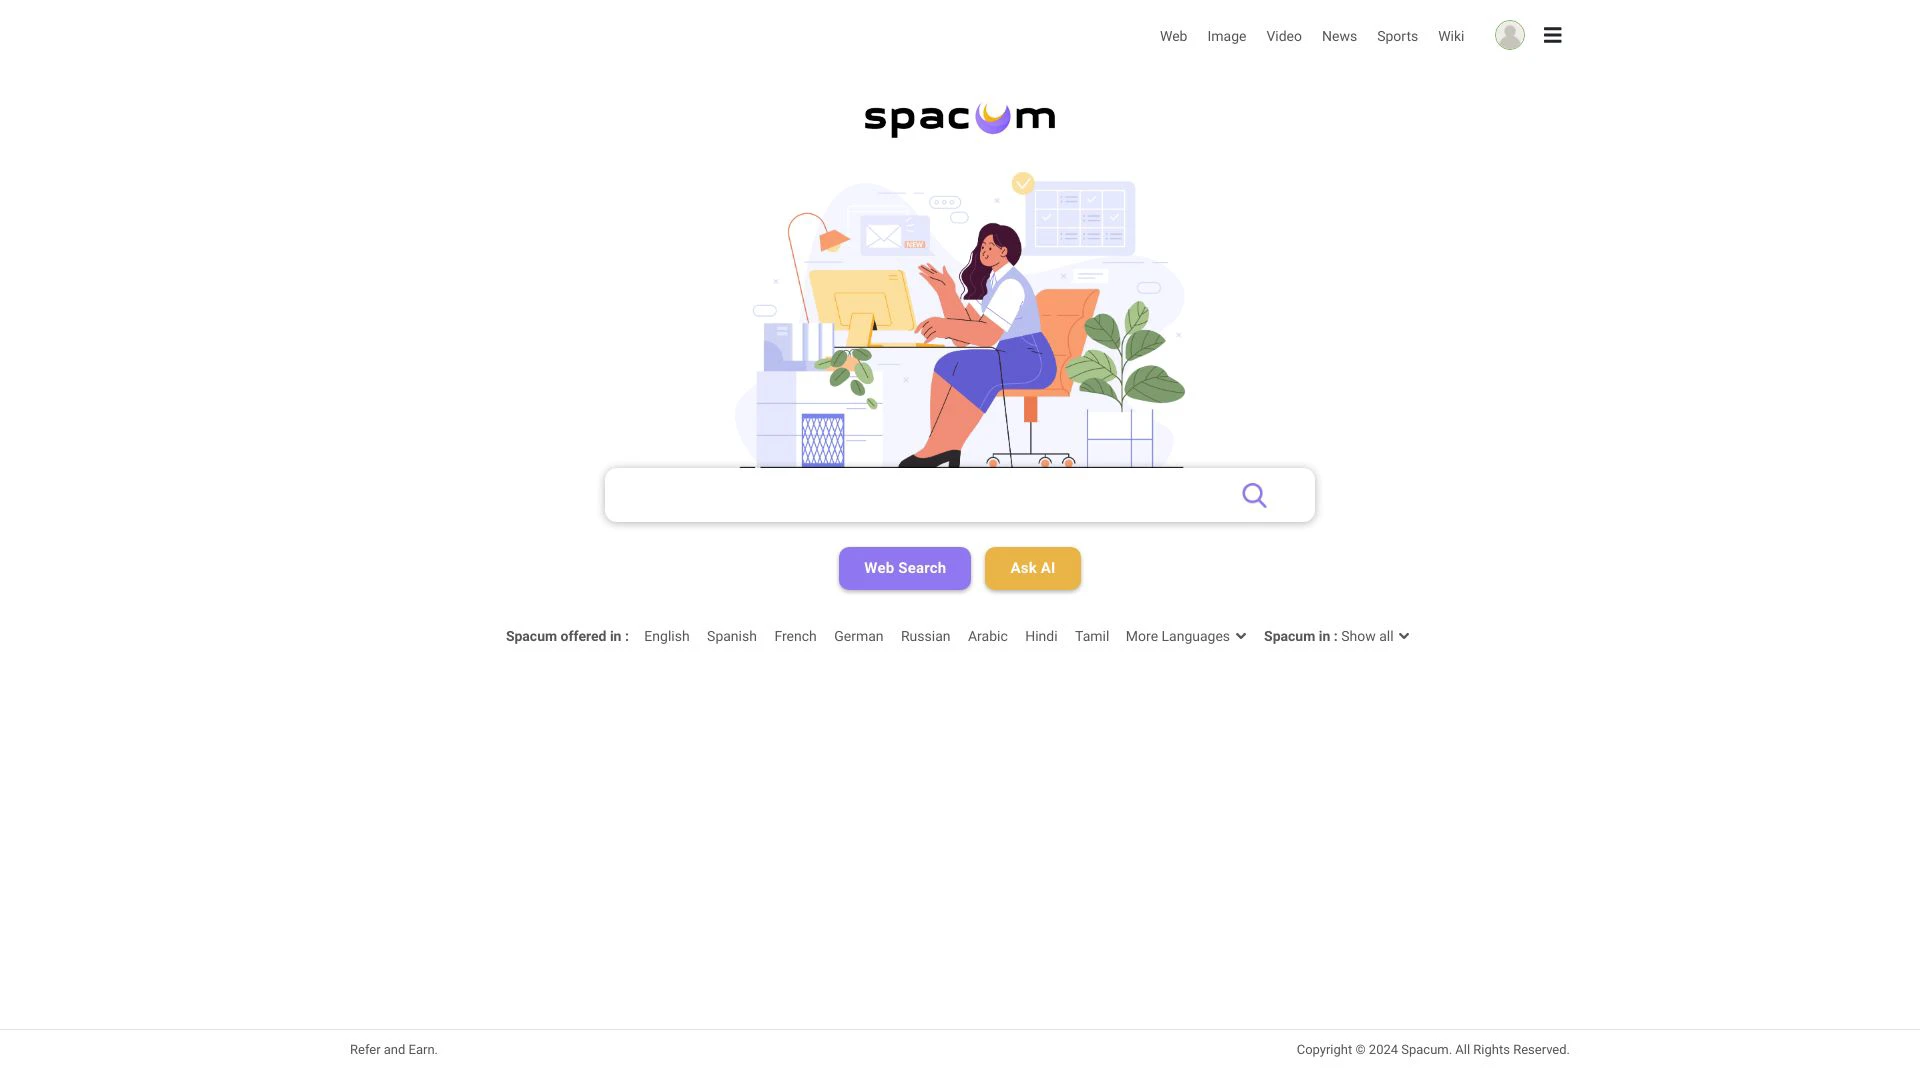 Web Image Video News Sports Wiki
spacum
NEW
Web Search Ask AI
Spacum offered in : English Spanish French German Russian Arabic Hindi Tamil More Languages Spacum in : Show all
Refer and Earn. Copyright © 2024 Spacum. All Rights Reserved.